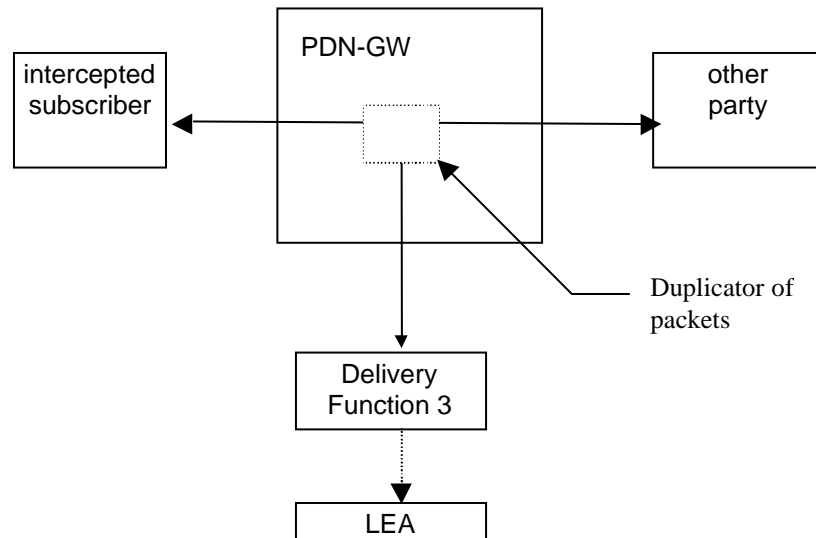 PDN-GW
intercepted
subscriber
other
party
Duplicator of
packets
Delivery
Function 3
LEA